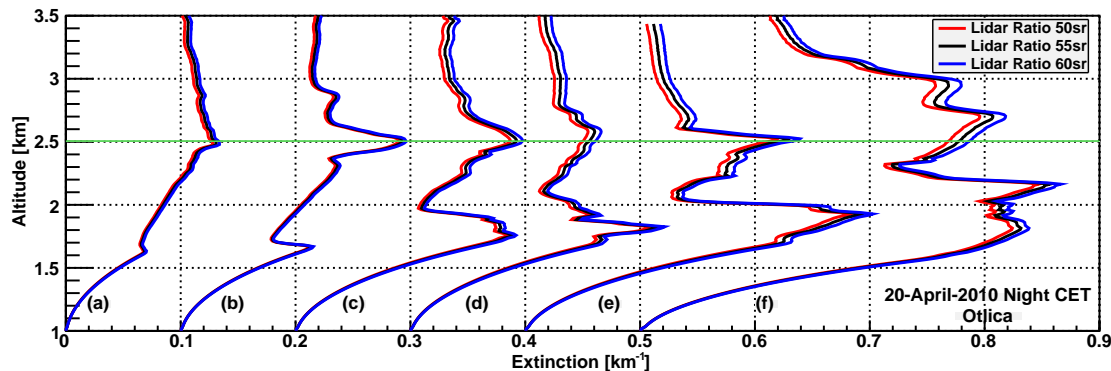 3.5
Lidar Ratio 50sr
Lidar Ratio 55sr
Lidar Ratio 60sr
3
2.5
Altitude [km]
2
1.5
(a) (b) (c) (d) (e) (f)
20-April-2010 Night CET
Otlica
1
0 0.1 0.2 0.3 0.4 0.5 0.6 0.7 0.8 0.9
Extinction [km-1]